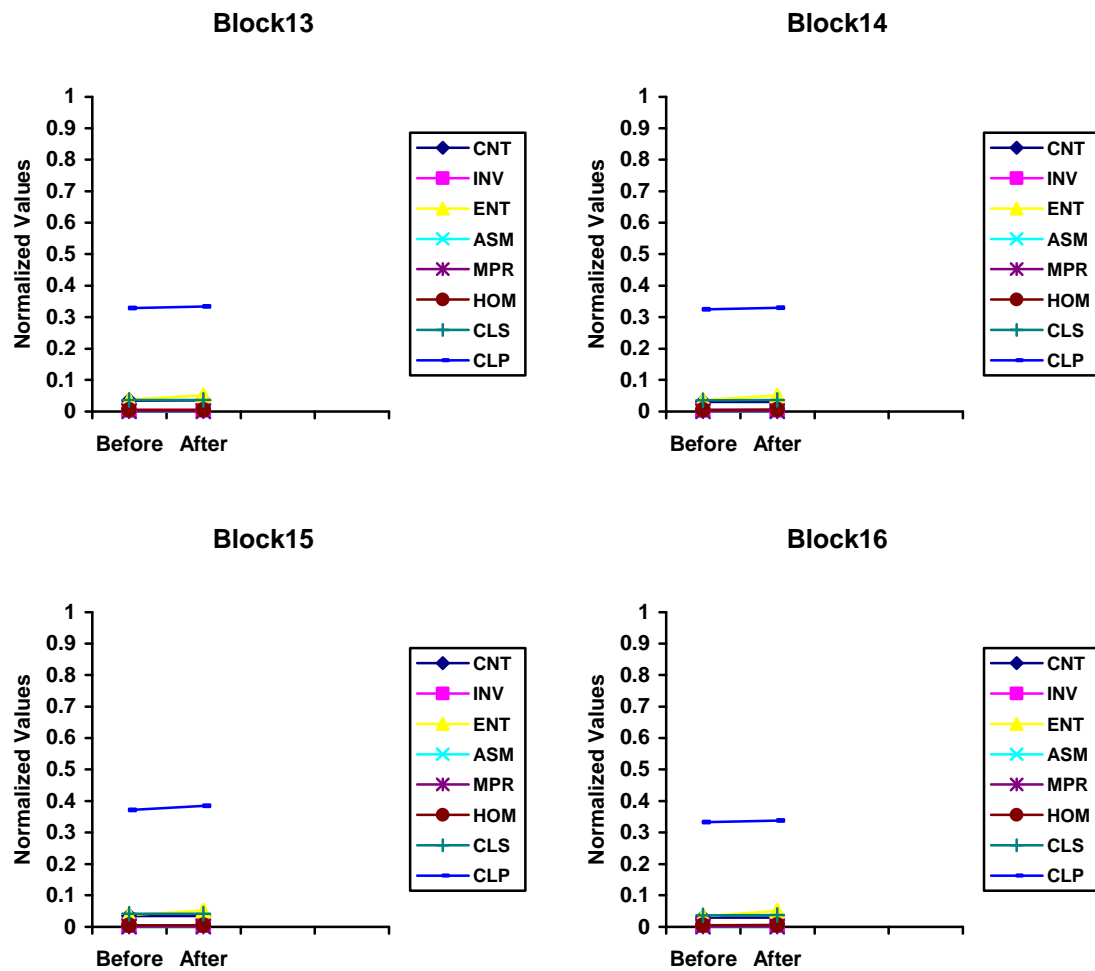 Block13
Normalized Values
1
0.9
0.8
0.7
0.6
0.5
0.4
0.3
0.2
0.1
0
Before After
CNT
INV
ENT
ASM
MPR
HOM
CLS
CLP
Block14
Normalized Values
1
0.9
0.8
0.7
0.6
0.5
0.4
0.3
0.2
0.1
0
Before After
CNT
INV
ENT
ASM
MPR
HOM
CLS
CLP
Block15
Normalized Values
1
0.9
0.8
0.7
0.6
0.5
0.4
0.3
0.2
0.1
0
Before After
CNT
INV
ENT
ASM
MPR
HOM
CLS
CLP
Block16
Normalized Values
1
0.9
0.8
0.7
0.6
0.5
0.4
0.3
0.2
0.1
0
Before After
CNT
INV
ENT
ASM
MPR
HOM
CLS
CLP